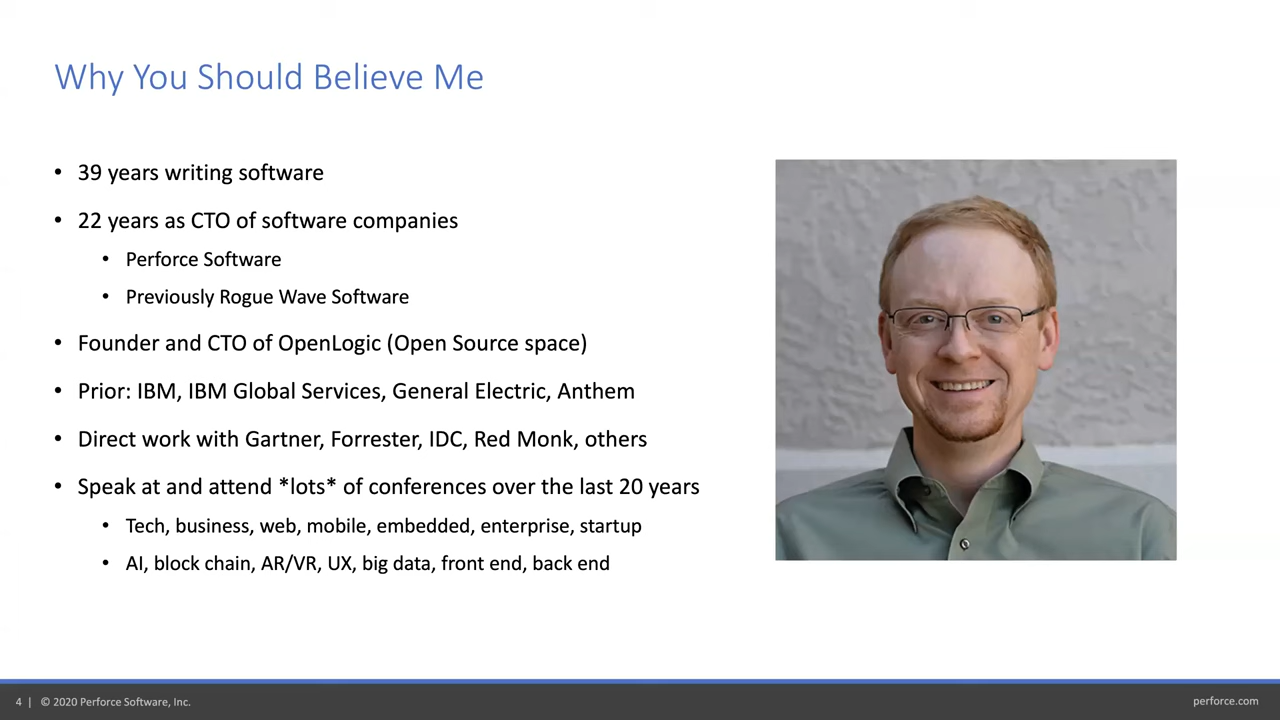 Why You Should Believe Me
• 39 years writing software
• 22 years as CTO of software companies
• Perforce Software
• Previously Rogue Wave Software
• Founder and CTO of OpenLogic (Open Source space)
• Prior: IBM, IBM Global Services, General Electric, Anthem
• Direct work with Gartner, Forrester, IDC, Red Monk, others
• Speak at and attend *lots* of conferences over the last 20 years
• Tech, business, web, mobile, embedded, enterprise, startup
• AI, block chain, AR/VR, UX, big data, front end, back end
4 | © 2020 Perforce Software, Inc.
perforce.com